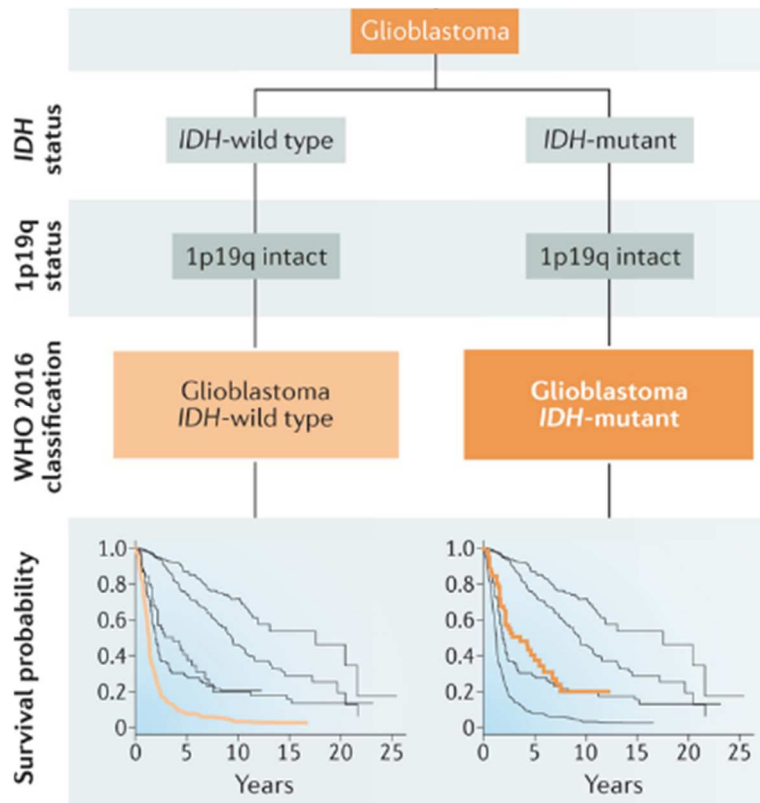 Glioblastoma
IDH status
IDH-wild type
IDH-mutant
1p19q status
1p19q intact
1p19q intact
WHO 2016 classification
Glioblastoma
IDH-wild type
Glioblastoma
IDH-mutant
Survival probability
1.0
0.8
0.6
0.4
0.2
0
0 5 10 15 20 25
Years
1.0
0.8
0.6
0.4
0.2
0
0 5 10 15 20 25
Years